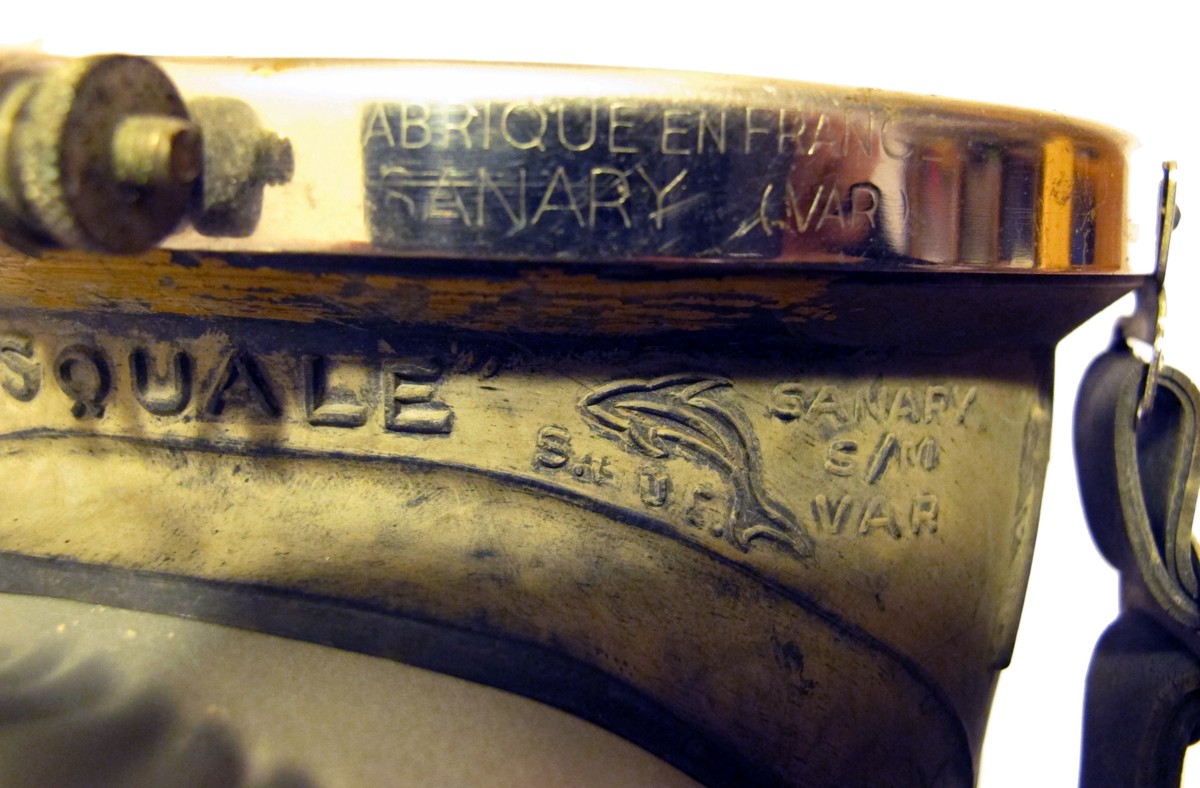 ABRIQUE EN FRANC
SANARY (VAR)
SQUALE"
SANARY
S/M
VAR